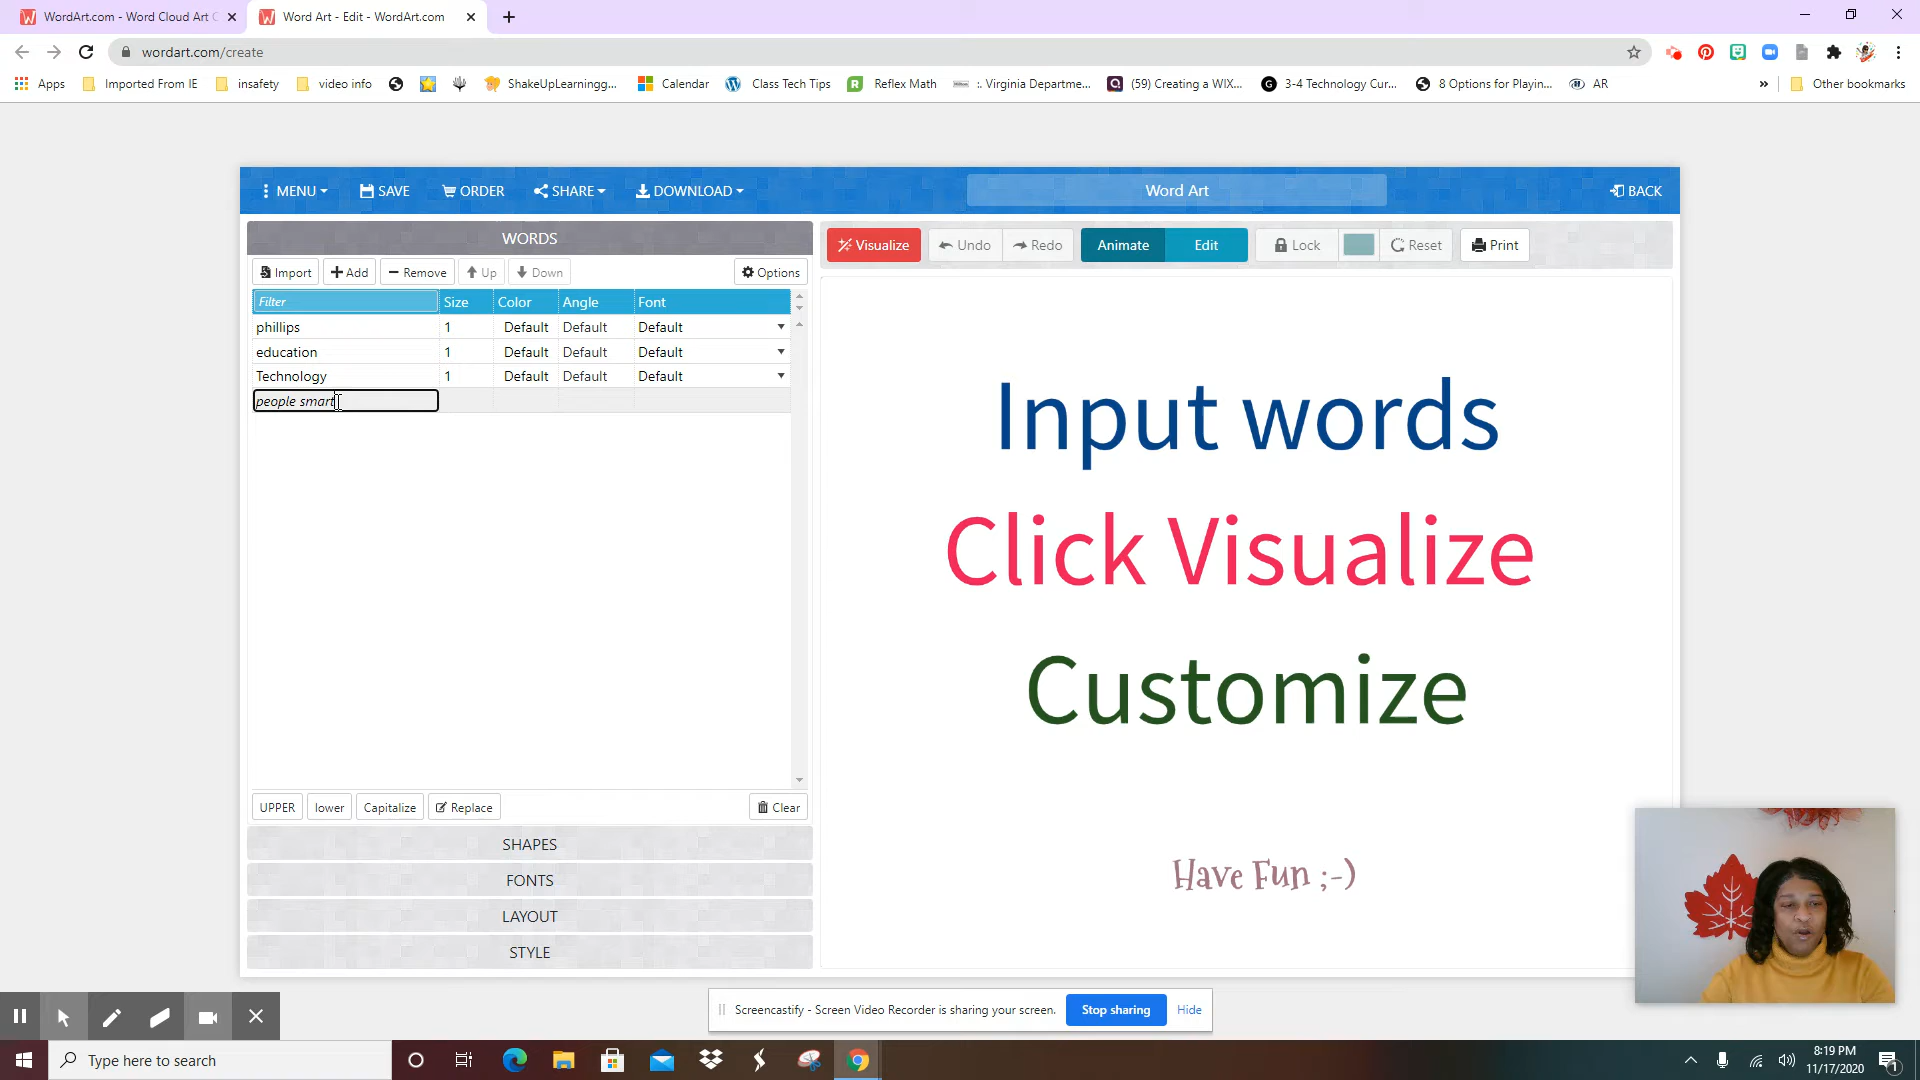 WordArt.com - Word Cloud Art C
Word Art - Edit - WordArt.com
wordart.com/create
Apps
Imported From IE
insafety
video info
ShakeUpLearningg...
Calendar
Class Tech Tips
Reflex Math
:. Virginia Departme...
(59) Creating a WIX...
3-4 Technology Cur...
8 Options for Playin...
AR
»
Other bookmarks
MENU
SAVE
ORDER
SHARE
DOWNLOAD
Word Art
BACK
WORDS
Visualize
Undo
Redo
Animate
Edit
Lock
Reset
Print
Import
Add
Remove
Up
Down
Options
Filter Size Color Angle Font
phillips 1 Default Default Default
education 1 Default Default Default
Technology 1 Default Default Default
people smart
Input words
Click Visualize
Customize
Have Fun ;-)
UPPER
lower
Capitalize
Replace
Clear
SHAPES
FONTS
LAYOUT
STYLE
Screencastify - Screen Video Recorder is sharing your screen.
Stop sharing
Hide
Type here to search
8:19 PM
11/17/2020
1